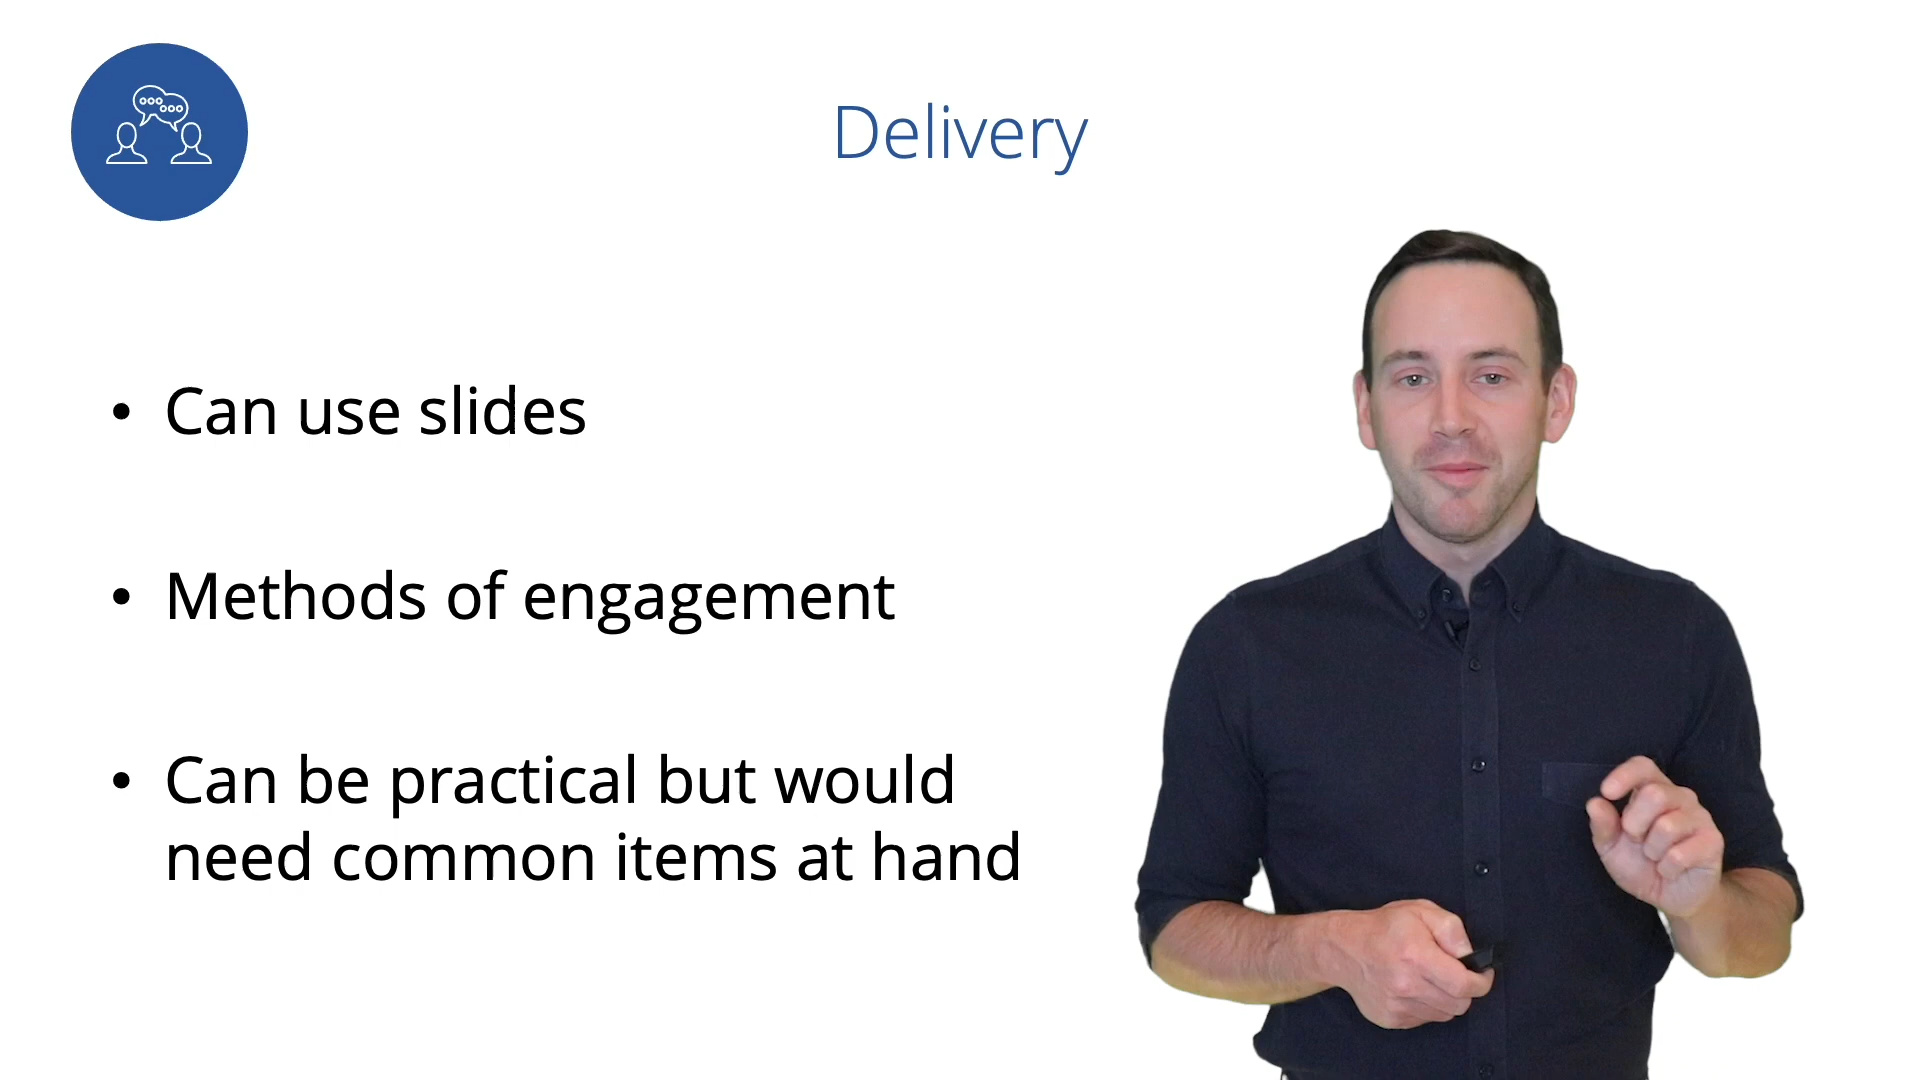 Delivery
• Can use slides
• Methods of engagement
• Can be practical but would
need common items at hand